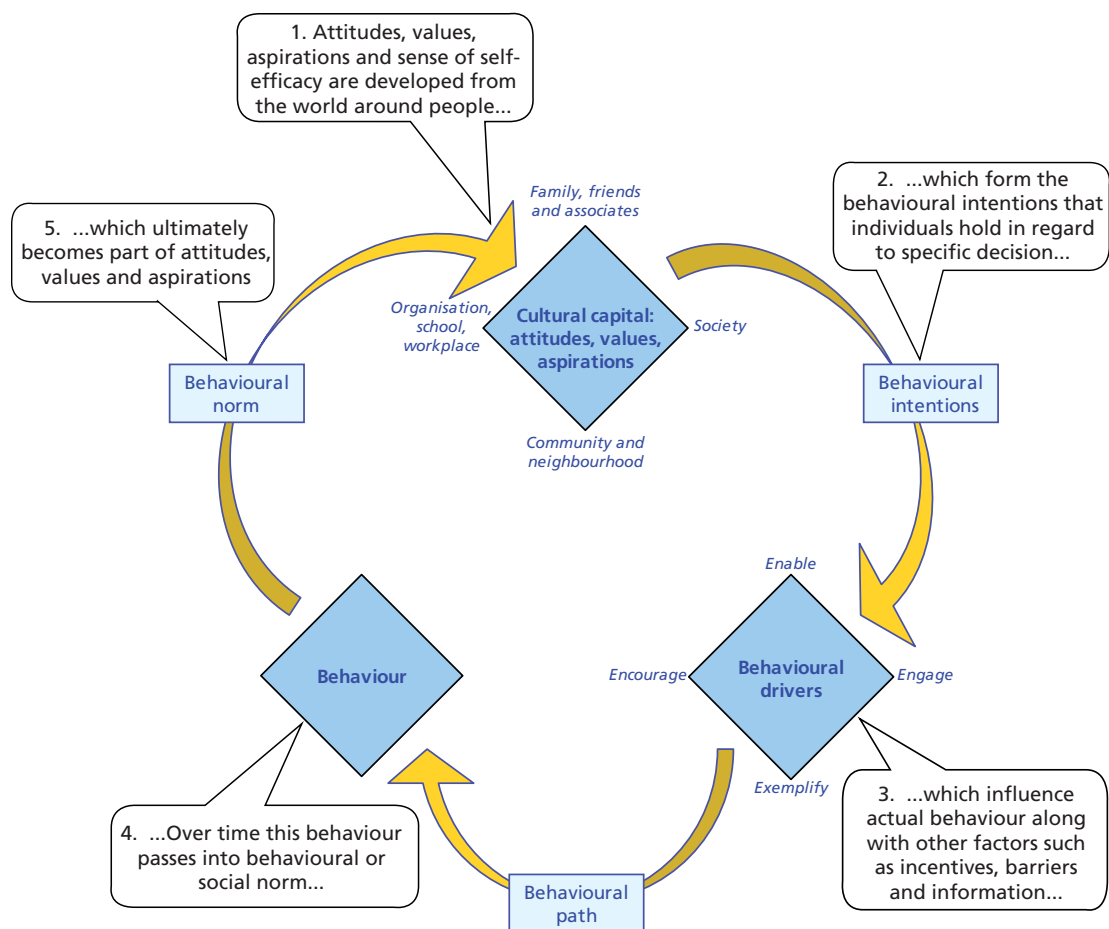 1. Attitudes, values,
aspirations and sense of self-
efficacy are developed from
the world around people...
Family, friends
and associates
2. ...which form the
behavioural intentions that
individuals hold in regard
to specific decision...
5. ...which ultimately
becomes part of attitudes,
values and aspirations
Organisation,
school,
workplace
Cultural capital:
attitudes, values,
aspirations
Society
Behavioural
norm
Behavioural
intentions
Community and
neighbourhood
Enable
Behaviour
Encourage
Behavioural
drivers
Engage
Exemplify
4. ...Over time this behaviour
passes into behavioural or
social norm...
3. ...which influence
actual behaviour along
with other factors such
as incentives, barriers
and information...
Behavioural
path